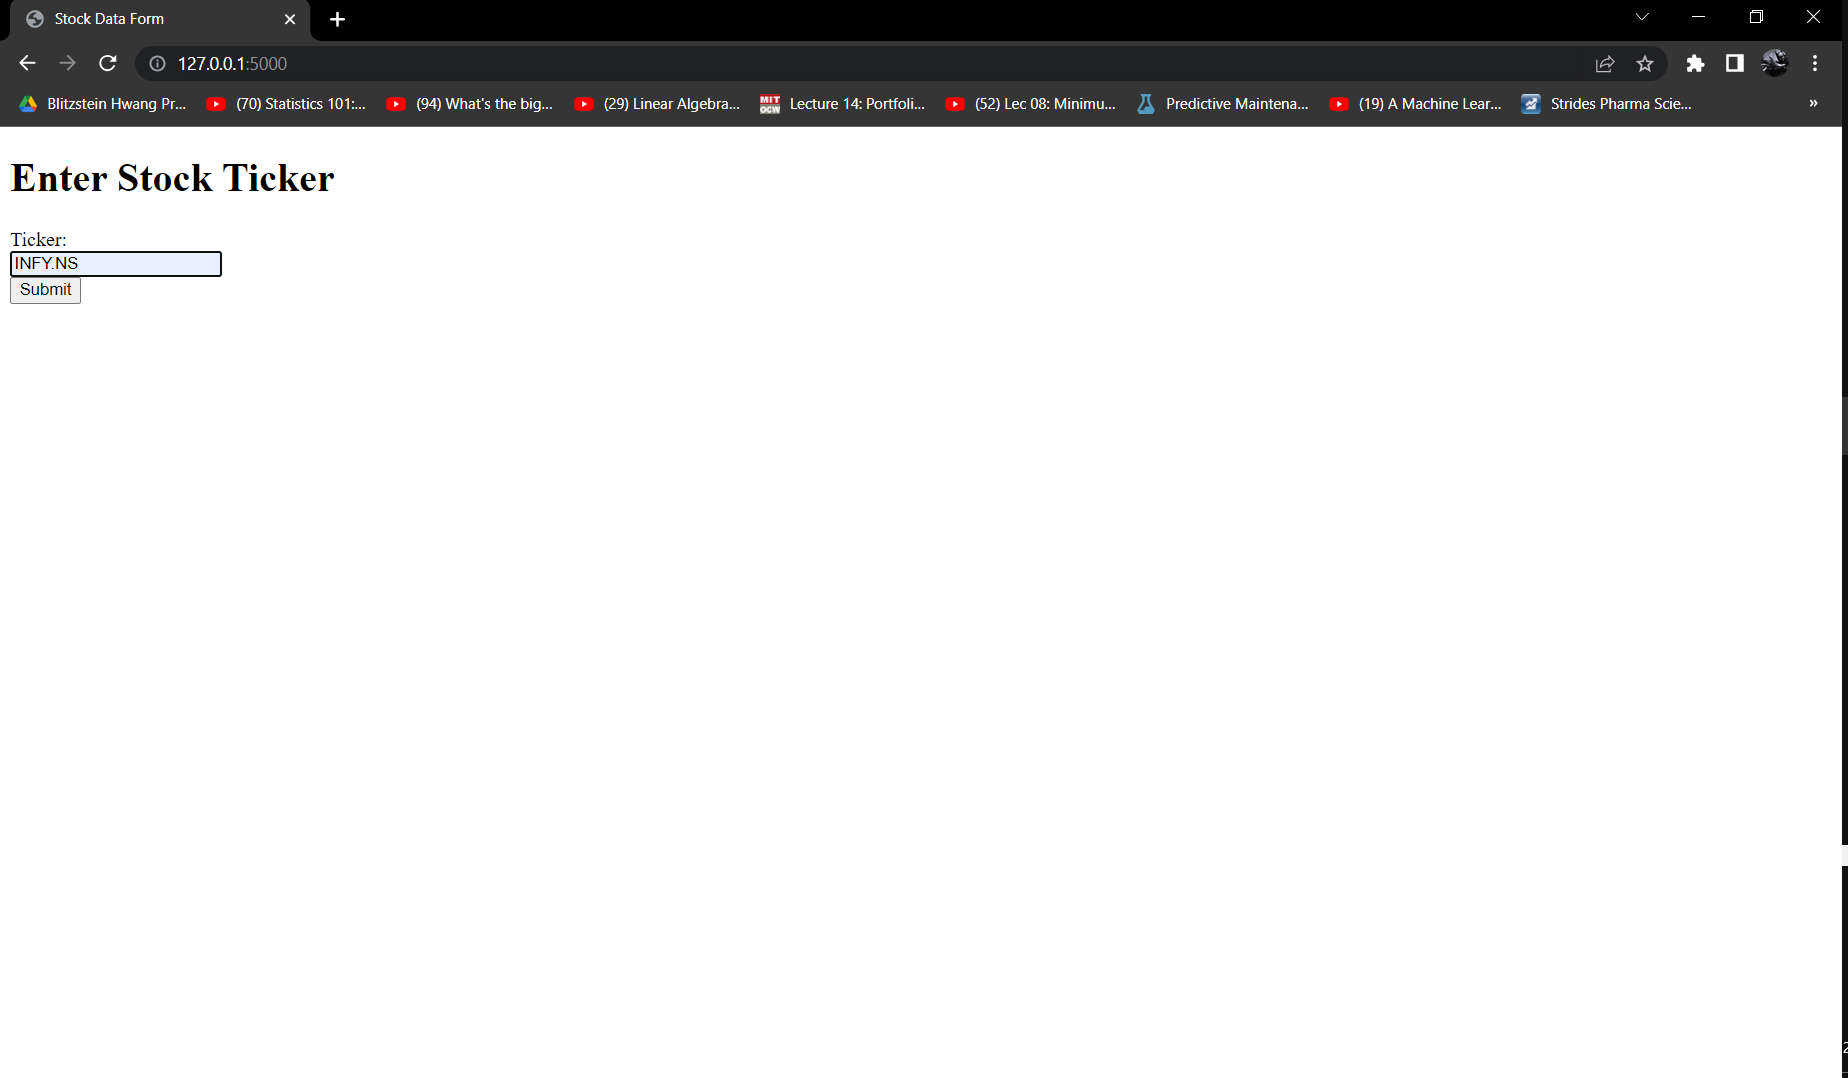 Stock Data Form
127.0.0.1:5000
Blitzstein Hwang Pr... (70) Statistics 101:... (94) What's the big... (29) Linear Algebra... MIT OCW Lecture 14: Portfoli... (52) Lec 08: Minimu... Predictive Maintena... (19) A Machine Lear... Strides Pharma Scie... »
Enter Stock Ticker
Ticker:
INFY.NS
Submit